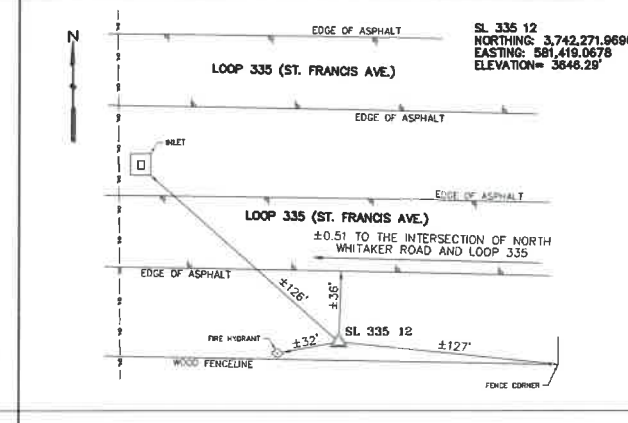 N
EDGE OF ASPHALT
SL 335 12
NORTHING: 3,742,271.969
EASTING: 581,419.0678
ELEVATION= 3646.29'
LOOP 335 (ST. FRANCIS AVE.)
EDGE OF ASPHALT
INLET
EDGE OF ASPHALT
LOOP 335 (ST. FRANCIS AVE.)
±0.51 TO THE INTERSECTION OF NORTH
WHITAKER ROAD AND LOOP 335
EDGE OF ASPHALT
±126'
±36'
FIRE HYDRANT
±32'
SL 335 12
±127'
WOOD FENCELINE
FENCE CORNER